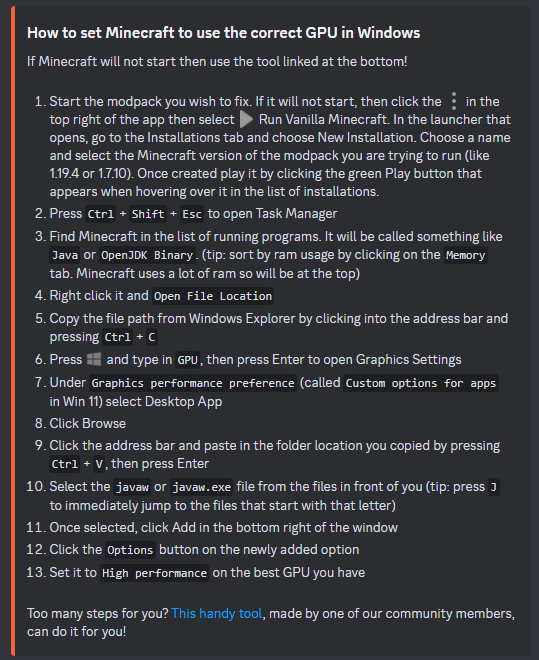 How to set Minecraft to use the correct GPU in Windows
If Minecraft will not start then use the tool linked at the bottom!
1. Start the modpack you wish to fix. If it will not start, then click the ⋮ in the
top right of the app then select ▶ Run Vanilla Minecraft. In the launcher that
opens, go to the Installations tab and choose New Installation. Choose a name
and select the Minecraft version of the modpack you are trying to run (like
1.19.4 or 1.7.10). Once created play it by clicking the green Play button that
appears when hovering over it in the list of installations.
2. Press Ctrl + Shift + Esc to open Task Manager
3. Find Minecraft in the list of running programs. It will be called something like
Java or OpenJDK Binary. (tip: sort by ram usage by clicking on the Memory
tab. Minecraft uses a lot of ram so will be at the top)
4. Right click it and Open File Location
5. Copy the file path from Windows Explorer by clicking into the address bar and
pressing Ctrl + C
6. Press and type in GPU, then press Enter to open Graphics Settings
7. Under Graphics performance preference (called Custom options for apps
in Win 11) select Desktop App
8. Click Browse
9. Click the address bar and paste in the folder location you copied by pressing
Ctrl + V, then press Enter
10. Select the javaw or javaw.exe file from the files in front of you (tip: press J
to immediately jump to the files that start with that letter)
11. Once selected, click Add in the bottom right of the window
12. Click the Options button on the newly added option
13. Set it to High performance on the best GPU you have
Too many steps for you? This handy tool, made by one of our community members,
can do it for you!